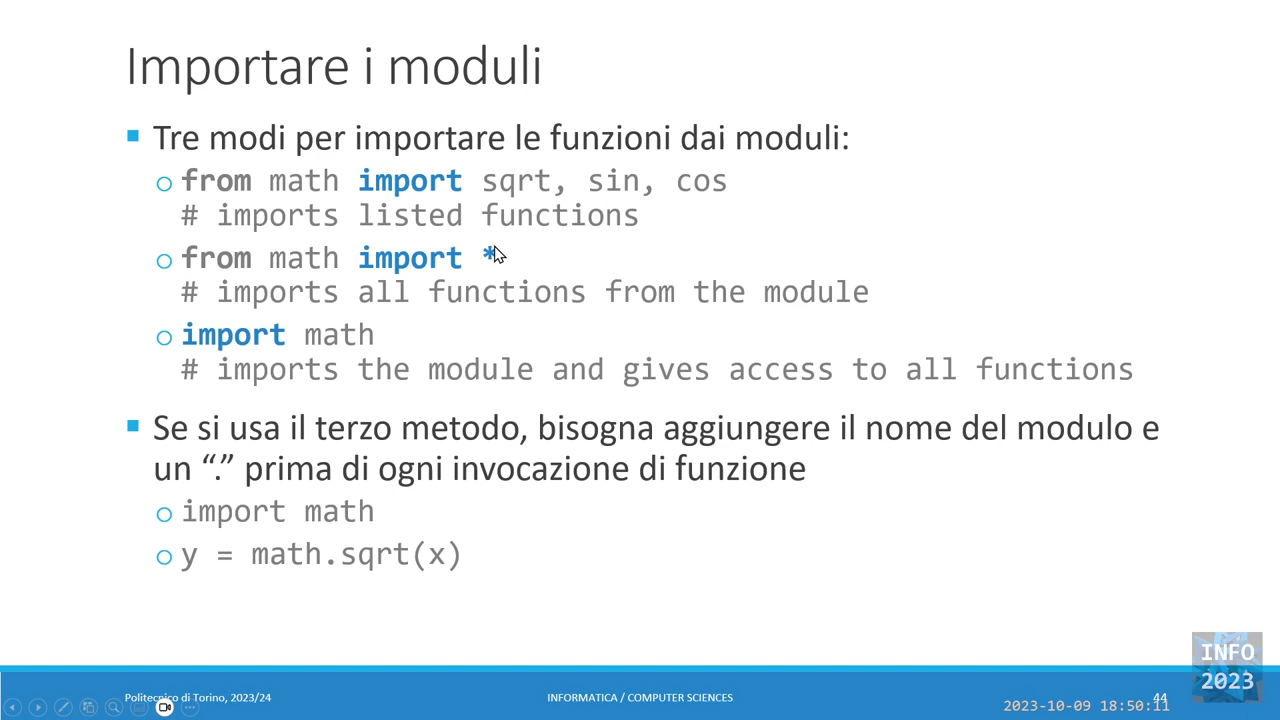 Importare i moduli
Tre modi per importare le funzioni dai moduli:
from math import sqrt, sin, cos
# imports listed functions
from math import *
# imports all functions from the module
import math
# imports the module and gives access to all functions
Se si usa il terzo metodo, bisogna aggiungere il nome del modulo e
un “.” prima di ogni invocazione di funzione
import math
y = math.sqrt(x)
INFO
2023
Politecnico di Torino, 2023/24
INFORMATICA / COMPUTER SCIENCES
44
2023-10-09 18:50:11